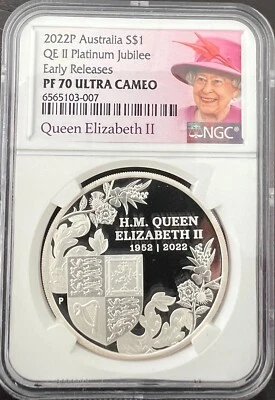 2022P Australia S$1
QE II Platinum Jubilee
Early Releases
PF 70 ULTRA CAMEO
6565103-007
Queen Elizabeth II
NGC
H.M. QUEEN
ELIZABETH II
1952 | 2022
P